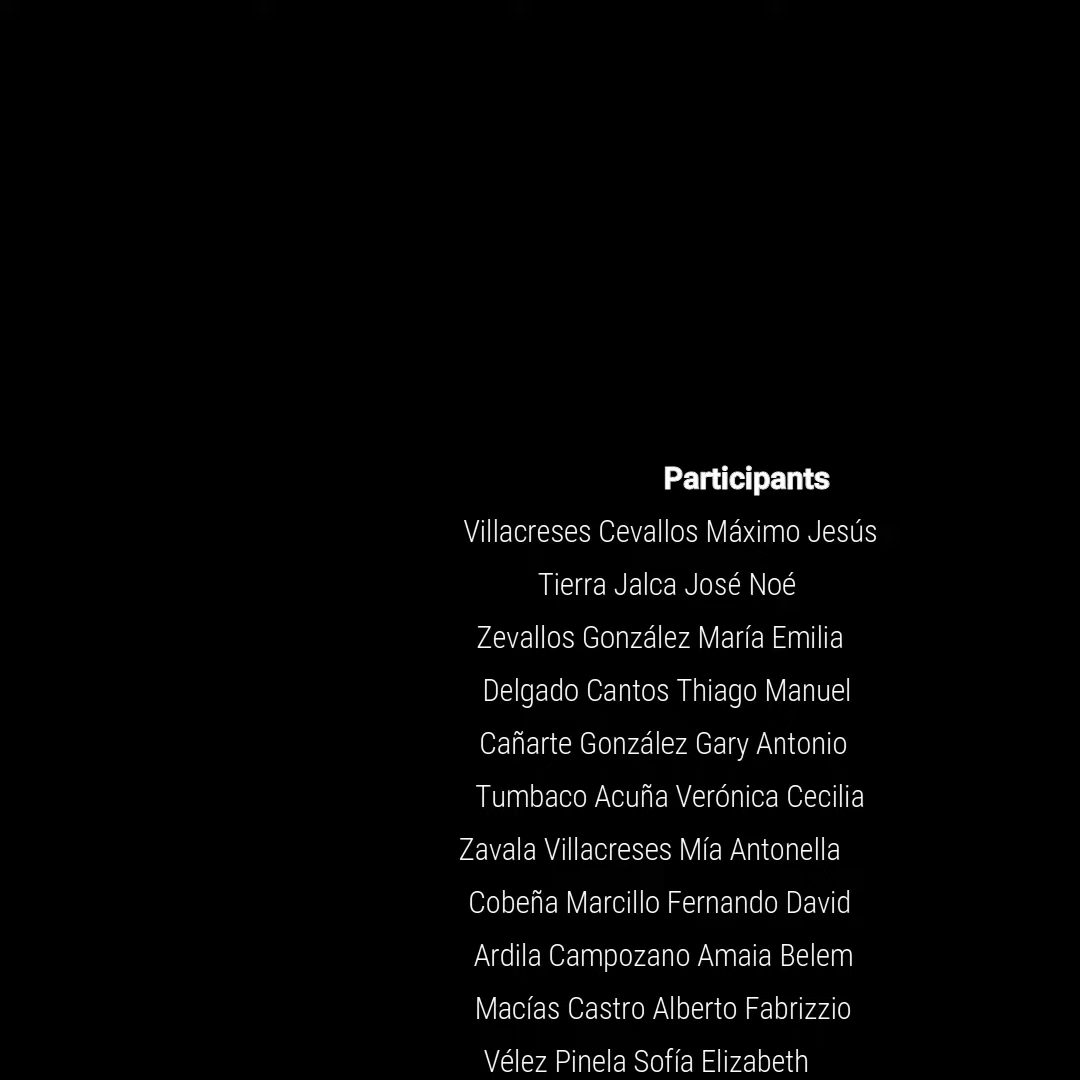 Participants
Villacreses Cevallos Máximo Jesús
Tierra Jalca José Noé
Zevallos González María Emilia
Delgado Cantos Thiago Manuel
Cañarte González Gary Antonio
Tumbaco Acuña Verónica Cecilia
Zavala Villacreses Mía Antonella
Cobeña Marcillo Fernando David
Ardila Campozano Amaia Belem
Macías Castro Alberto Fabrizzio
Vélez Pinela Sofía Elizabeth